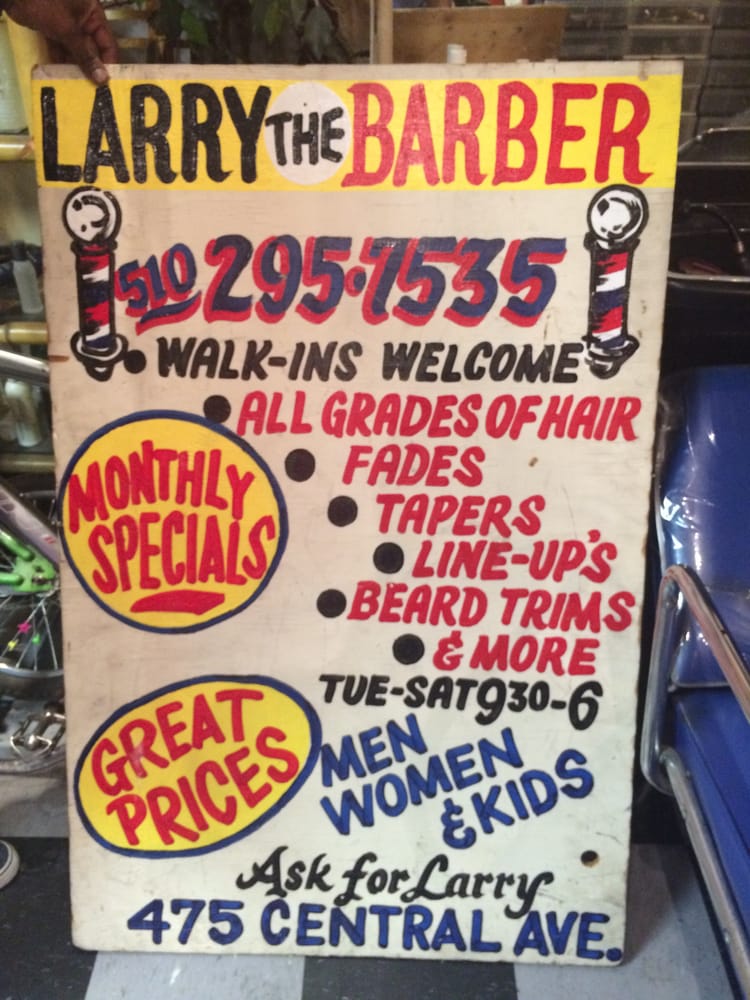 LARRY THE BARBER
510 295-7535
• WALK-INS WELCOME
• ALL GRADES OF HAIR
• FADES
• TAPERS
• LINE-UP'S
• BEARD TRIMS
• & MORE
MONTHLY
SPECIALS
TUE-SAT 930-6
GREAT
PRICES
MEN
WOMEN
& KIDS
Ask for Larry
475 CENTRAL AVE.